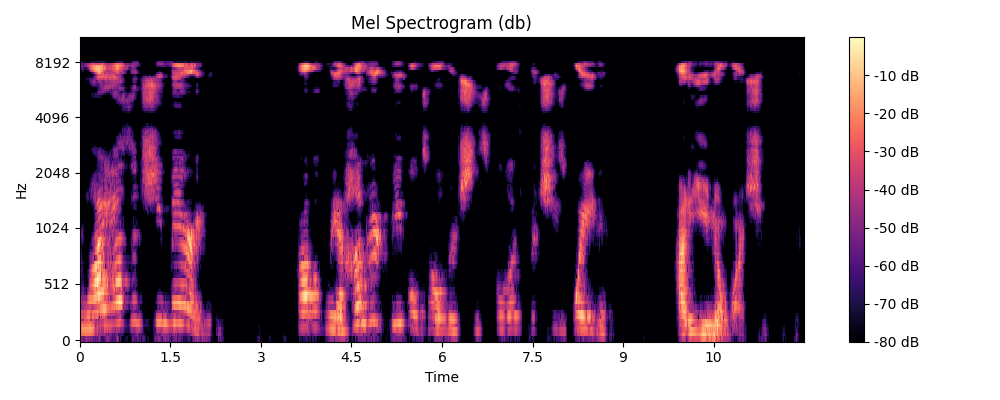 Mel Spectrogram (db)
8192
4096
2048
1024
512
0
Hz
0 1.5 3 4.5 6 7.5 9 10
Time
-10 dB
-20 dB
-30 dB
-40 dB
-50 dB
-60 dB
-70 dB
-80 dB